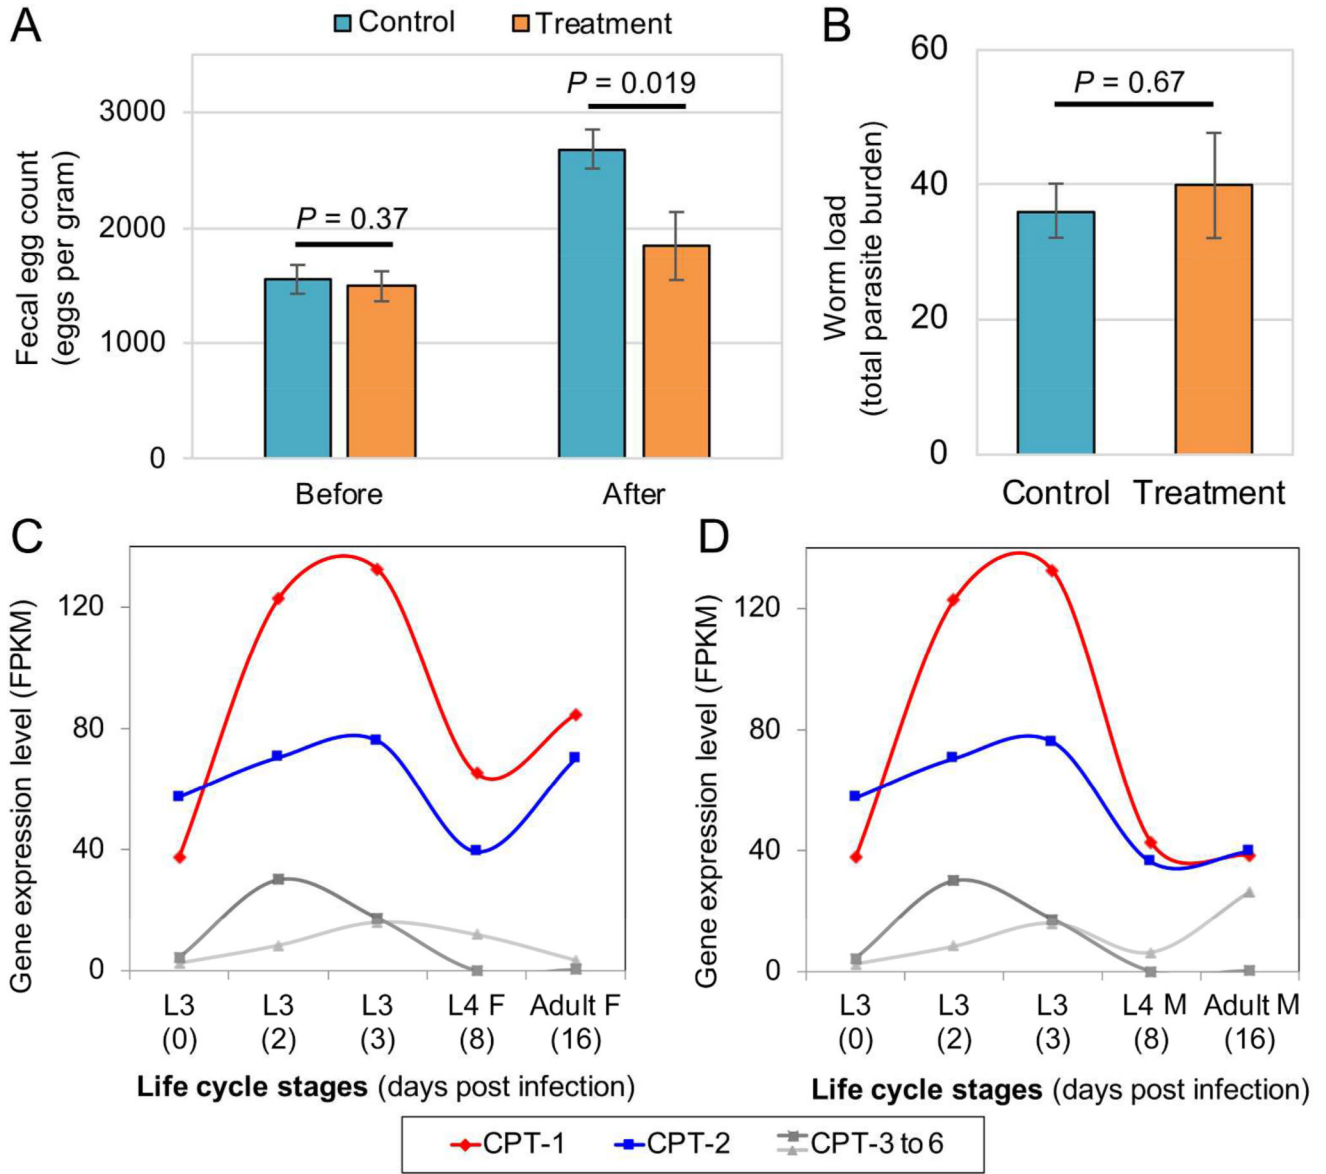 A
Control Treatment
Fecal egg count
(eggs per gram)
3000
2000
1000
0
P = 0.37
P = 0.019
Before After
B
Worm load
(total parasite burden)
60
40
20
0
P = 0.67
Control Treatment
C
Gene expression level (FPKM)
120
80
40
0
L3 L3 L3 L4 F Adult F
(0) (2) (3) (8) (16)
Life cycle stages (days post infection)
D
Gene expression level (FPKM)
120
80
40
0
L3 L3 L3 L4 M Adult M
(0) (2) (3) (8) (16)
Life cycle stages (days post infection)
CPT-1 CPT-2 CPT-3 to 6